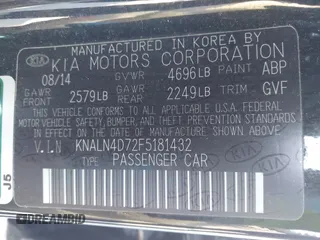 MANUFACTURED IN KOREA BY
KIA KIA MOTORS CORPORATION
08/14 GVWR 4696LB PAINT ABP
GAWR FRONT 2579LB GAWR REAR 2249LB TRIM GVF
THIS VEHICLE CONFORMS TO ALL APPLICABLE U.S.A FEDERAL
MOTOR VEHICLE SAFETY, BUMPER, AND THEFT PREVENTION
STANDARDS IN EFFECT ON THE DATE OF MANUFACTURE SHOWN ABOVE.
V.I.N KNALN4D72F5181432
TYPE: PASSENGER CAR
KIA
J5
DREAMBID